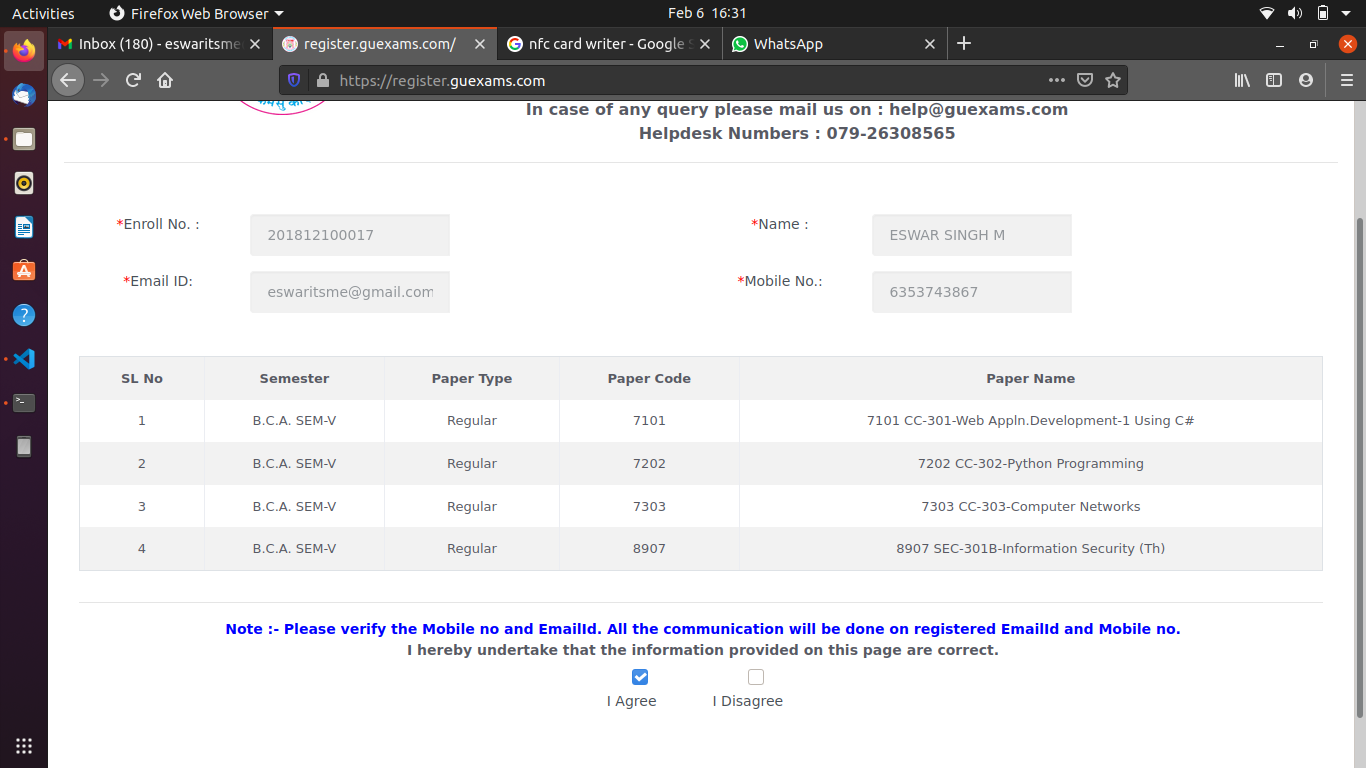 Activities Firefox Web Browser Feb 6 16:31
Inbox (180) - eswaritsme register.guexams.com/ nfc card writer - Google S WhatsApp
https://register.guexams.com
In case of any query please mail us on : help@guexams.com
Helpdesk Numbers : 079-26308565
*Enroll No. : 201812100017 *Name : ESWAR SINGH M
*Email ID: eswaritsme@gmail.com *Mobile No.: 6353743867
SL No Semester Paper Type Paper Code Paper Name
1 B.C.A. SEM-V Regular 7101 7101 CC-301-Web Appln.Development-1 Using C#
2 B.C.A. SEM-V Regular 7202 7202 CC-302-Python Programming
3 B.C.A. SEM-V Regular 7303 7303 CC-303-Computer Networks
4 B.C.A. SEM-V Regular 8907 8907 SEC-301B-Information Security (Th)
Note :- Please verify the Mobile no and EmailId. All the communication will be done on registered EmailId and Mobile no.
I hereby undertake that the information provided on this page are correct.
I Agree I Disagree